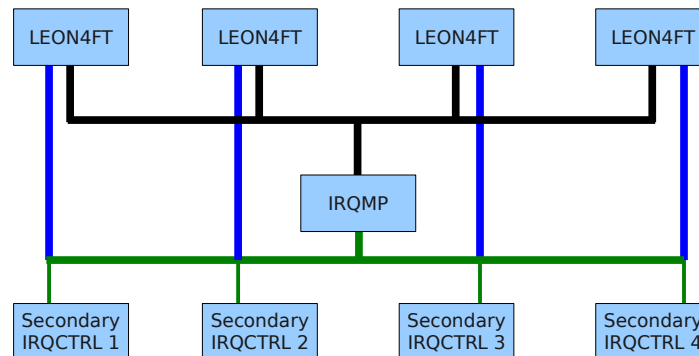 LEON4FT
LEON4FT
LEON4FT
LEON4FT
IRQMP
Secondary
IRQCTRL 1
Secondary
IRQCTRL 2
Secondary
IRQCTRL 3
Secondary
IRQCTRL 4